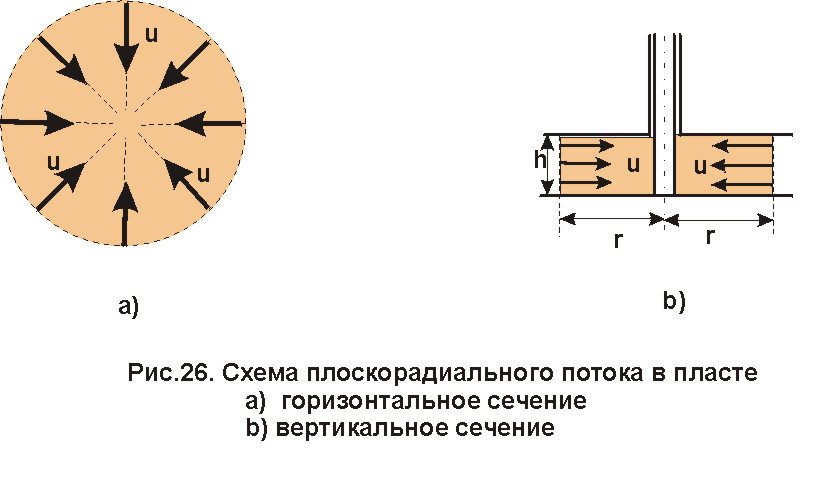 u
u
u
a)
h
u
u
r
r
b)
Рис.26. Схема плоскорадиального потока в пласте
a) горизонтальное сечение
b) вертикальное сечение